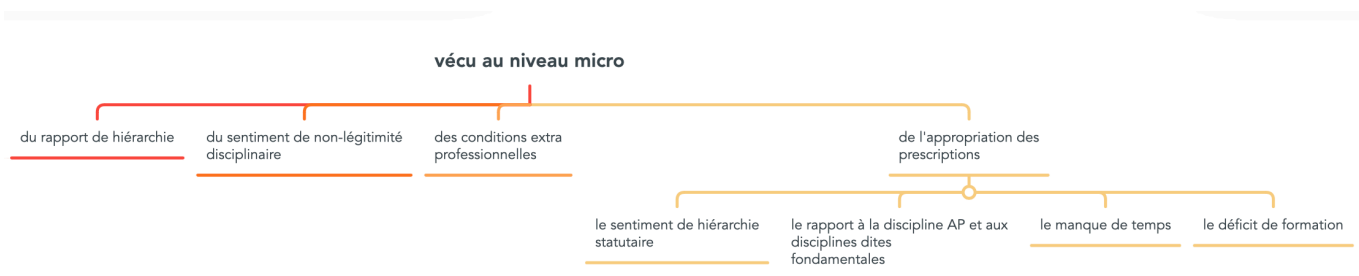 vécu au niveau micro
du rapport de hiérarchie
du sentiment de non-légitimité
disciplinaire
des conditions extra
professionnelles
de l'appropriation des
prescriptions
le sentiment de hiérarchie
statutaire
le rapport à la discipline AP et aux
disciplines dites
fondamentales
le manque de temps
le déficit de formation